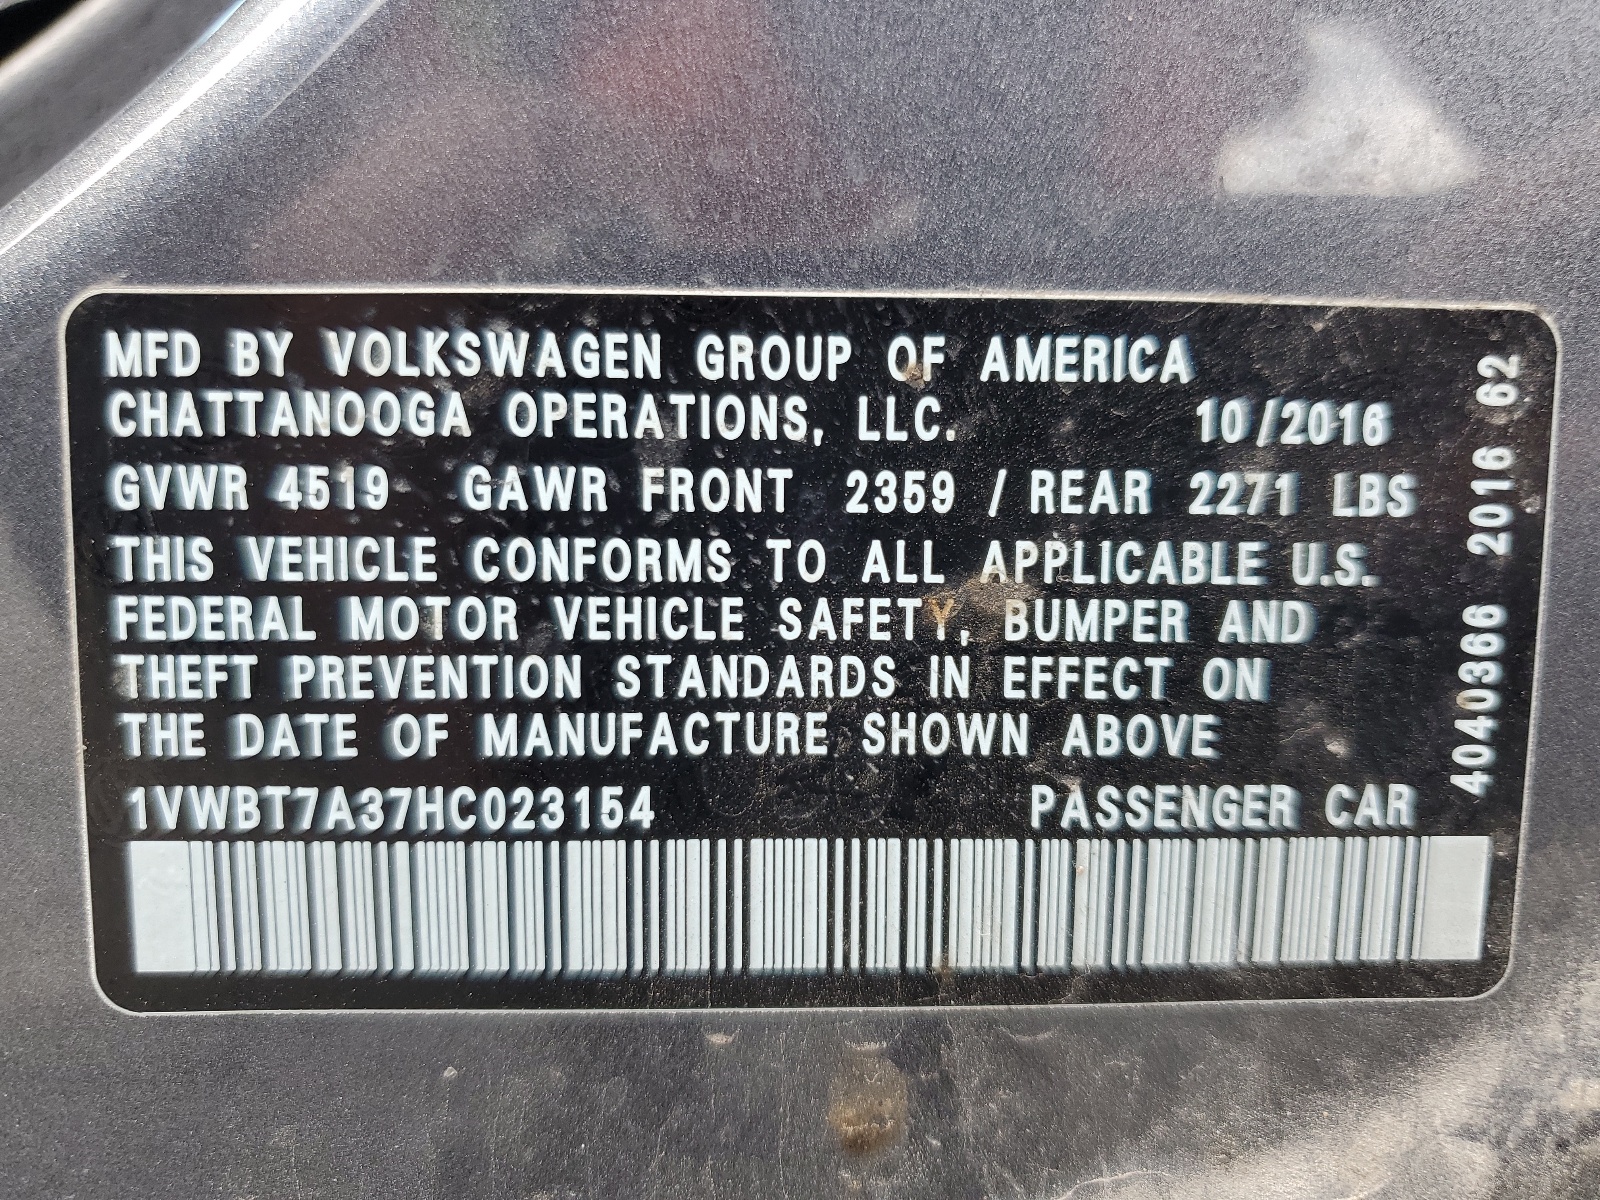 MFD BY VOLKSWAGEN GROUP OF AMERICA
CHATTANOOGA OPERATIONS, LLC. 10/2016
GVWR 4519 GAWR FRONT 2359 / REAR 2271 LBS
THIS VEHICLE CONFORMS TO ALL APPLICABLE U.S.
FEDERAL MOTOR VEHICLE SAFETY, BUMPER AND
THEFT PREVENTION STANDARDS IN EFFECT ON
THE DATE OF MANUFACTURE SHOWN ABOVE
1VWBT7A37HC023154 PASSENGER CAR
4040366 2016 62